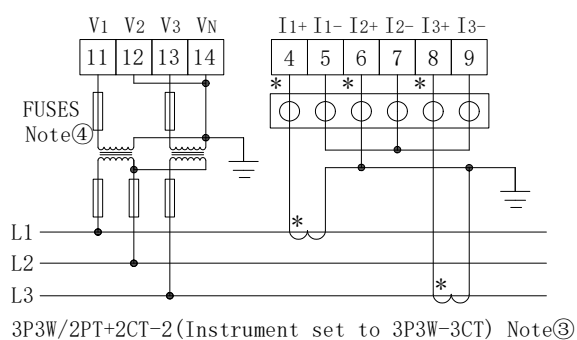 V1 V2 V3 VN I1+ I1- I2+ I2- I3+ I3-
11 12 13 14 4 5 6 7 8 9
* * *
FUSES
Note④
*
L1
L2
*
L3
3P3W/2PT+2CT-2(Instrument set to 3P3W-3CT) Note③